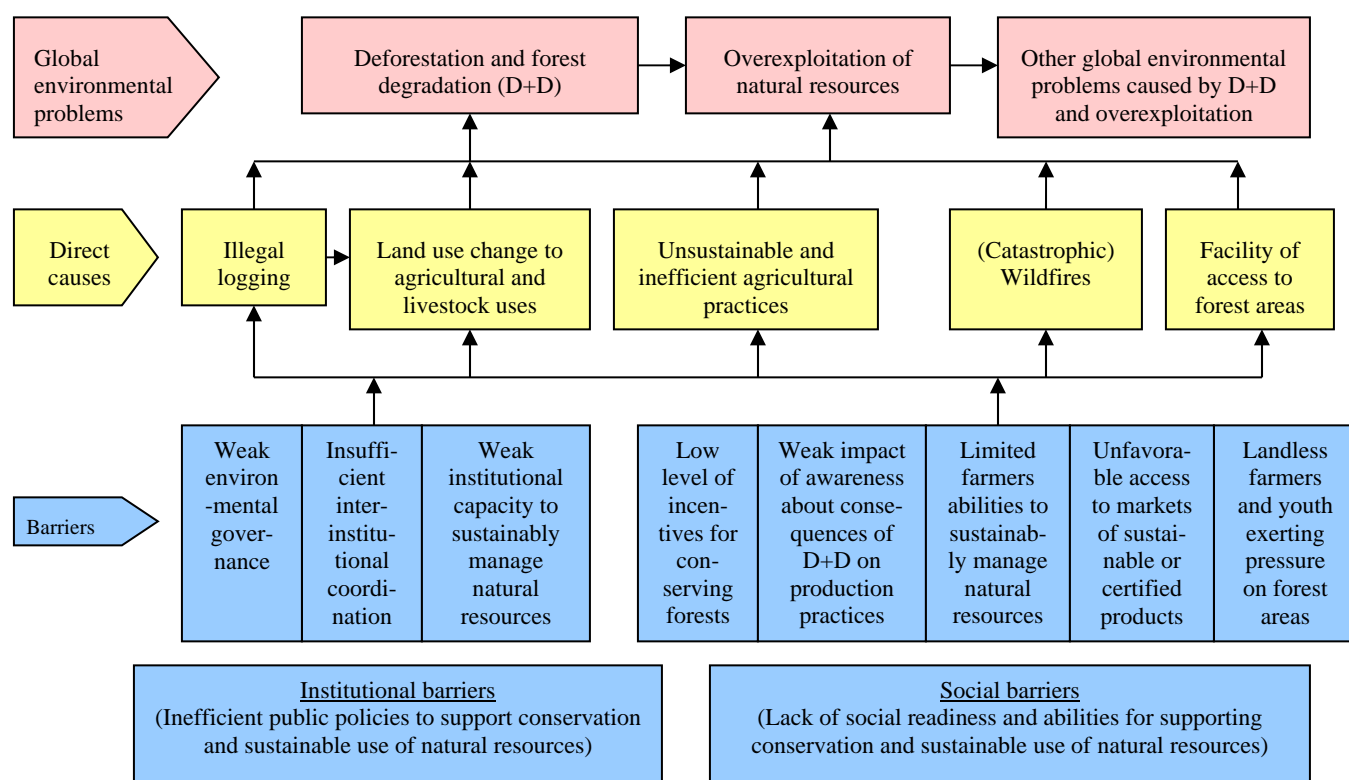 Global
environmental
problems
Deforestation and forest
degradation (D+D)
Overexploitation of
natural resources
Other global environmental
problems caused by D+D
and overexploitation
Direct
causes
Illegal
logging
Land use change to
agricultural and
livestock uses
Unsustainable and
inefficient agricultural
practices
(Catastrophic)
Wildfires
Facility of
access to
forest areas
Barriers
Weak
environ
-mental
gover-
nance
Insuffi-
cient
inter-
institu-
tional
coordi-
nation
Weak
institutional
capacity to
sustainably
manage
natural
resources
Low
level of
incen-
tives for
con-
serving
forests
Weak impact
of awareness
about conse-
quences of
D+D on
production
practices
Limited
farmers
abilities to
sustainab-
ly manage
natural
resources
Unfavora-
ble access
to markets
of sustai-
nable or
certified
products
Landless
farmers
and youth
exerting
pressure
on forest
areas
Institutional barriers
(Inefficient public policies to support conservation
and sustainable use of natural resources)
Social barriers
(Lack of social readiness and abilities for supporting
conservation and sustainable use of natural resources)